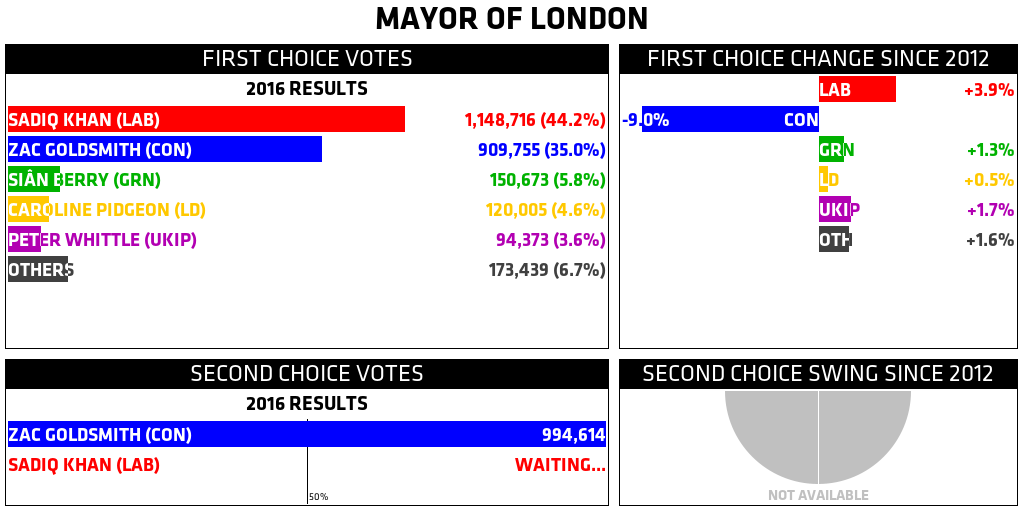 MAYOR OF LONDON
FIRST CHOICE VOTES
2016 RESULTS
SADIQ KHAN (LAB) 1,148,716 (44.2%)
ZAC GOLDSMITH (CON) 909,755 (35.0%)
SIÂN BERRY (GRN) 150,673 (5.8%)
CAROLINE PIDGEON (LD) 120,005 (4.6%)
PETER WHITTLE (UKIP) 94,373 (3.6%)
OTHERS 173,439 (6.7%)
FIRST CHOICE CHANGE SINCE 2012
LAB +3.9%
-9.0% CON
GRN +1.3%
LD +0.5%
UKIP +1.7%
OTH +1.6%
SECOND CHOICE VOTES
2016 RESULTS
ZAC GOLDSMITH (CON) 994,614
SADIQ KHAN (LAB) WAITING...
50%
SECOND CHOICE SWING SINCE 2012
NOT AVAILABLE